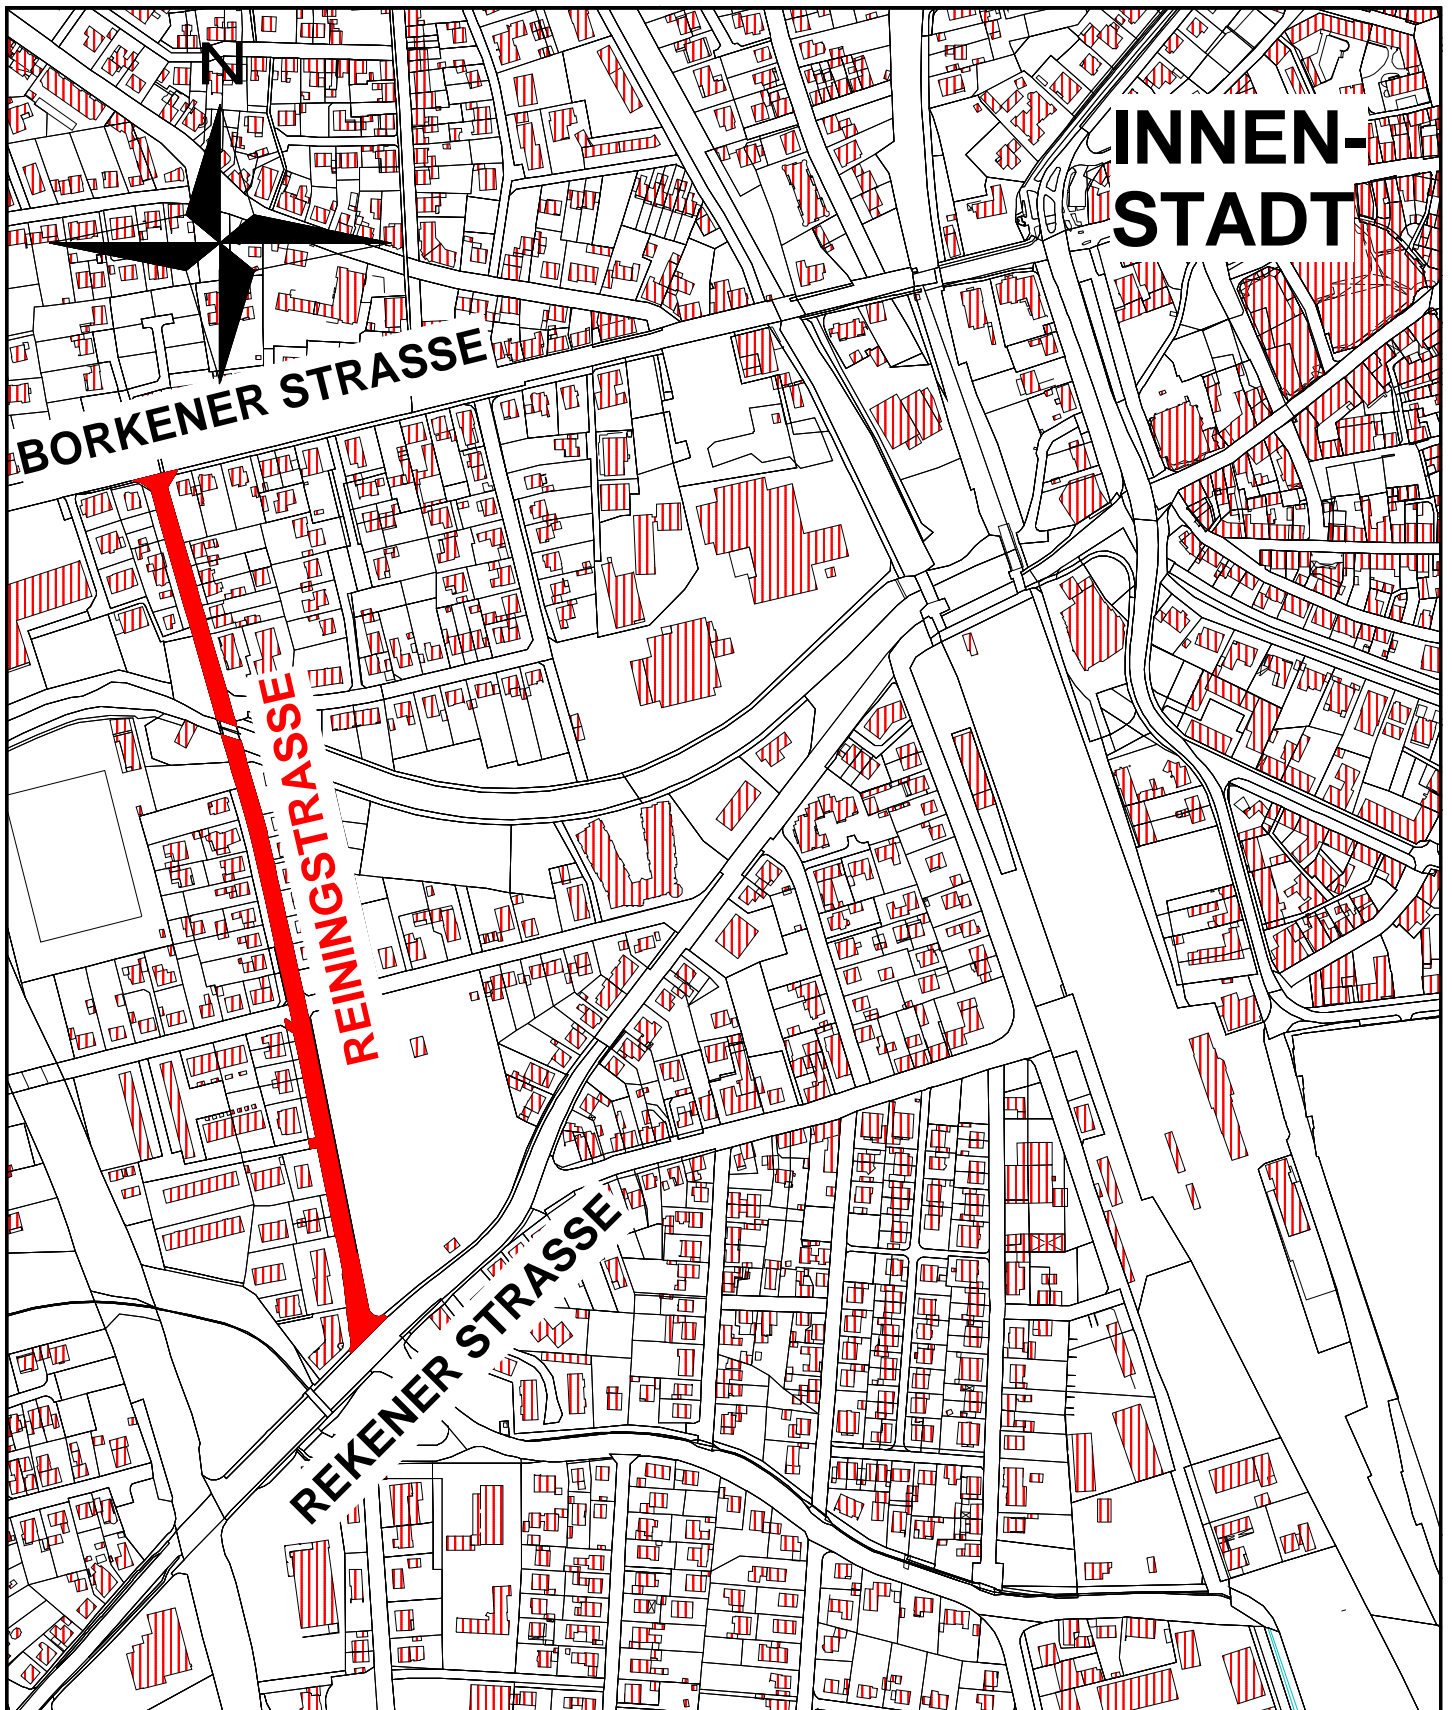 N
INNEN-
STADT
BORKENER STRASSE
REININGSTRASSE
REKENER STRASSE